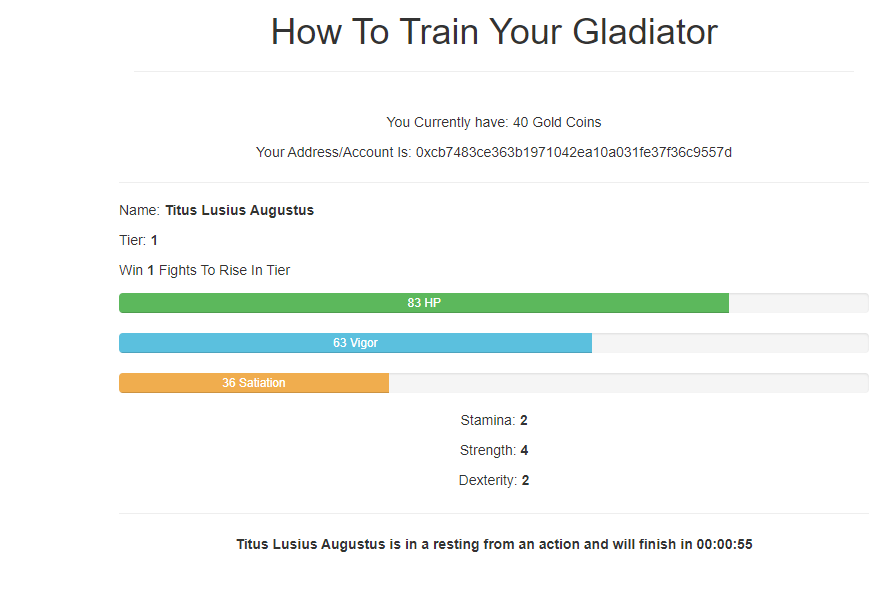 How To Train Your Gladiator
You Currently have: 40 Gold Coins
Your Address/Account Is: 0xcb7483ce363b1971042ea10a031fe37f36c9557d
Name: Titus Lusius Augustus
Tier: 1
Win 1 Fights To Rise In Tier
83 HP
63 Vigor
36 Satiation
Stamina: 2
Strength: 4
Dexterity: 2
Titus Lusius Augustus is in a resting from an action and will finish in 00:00:55